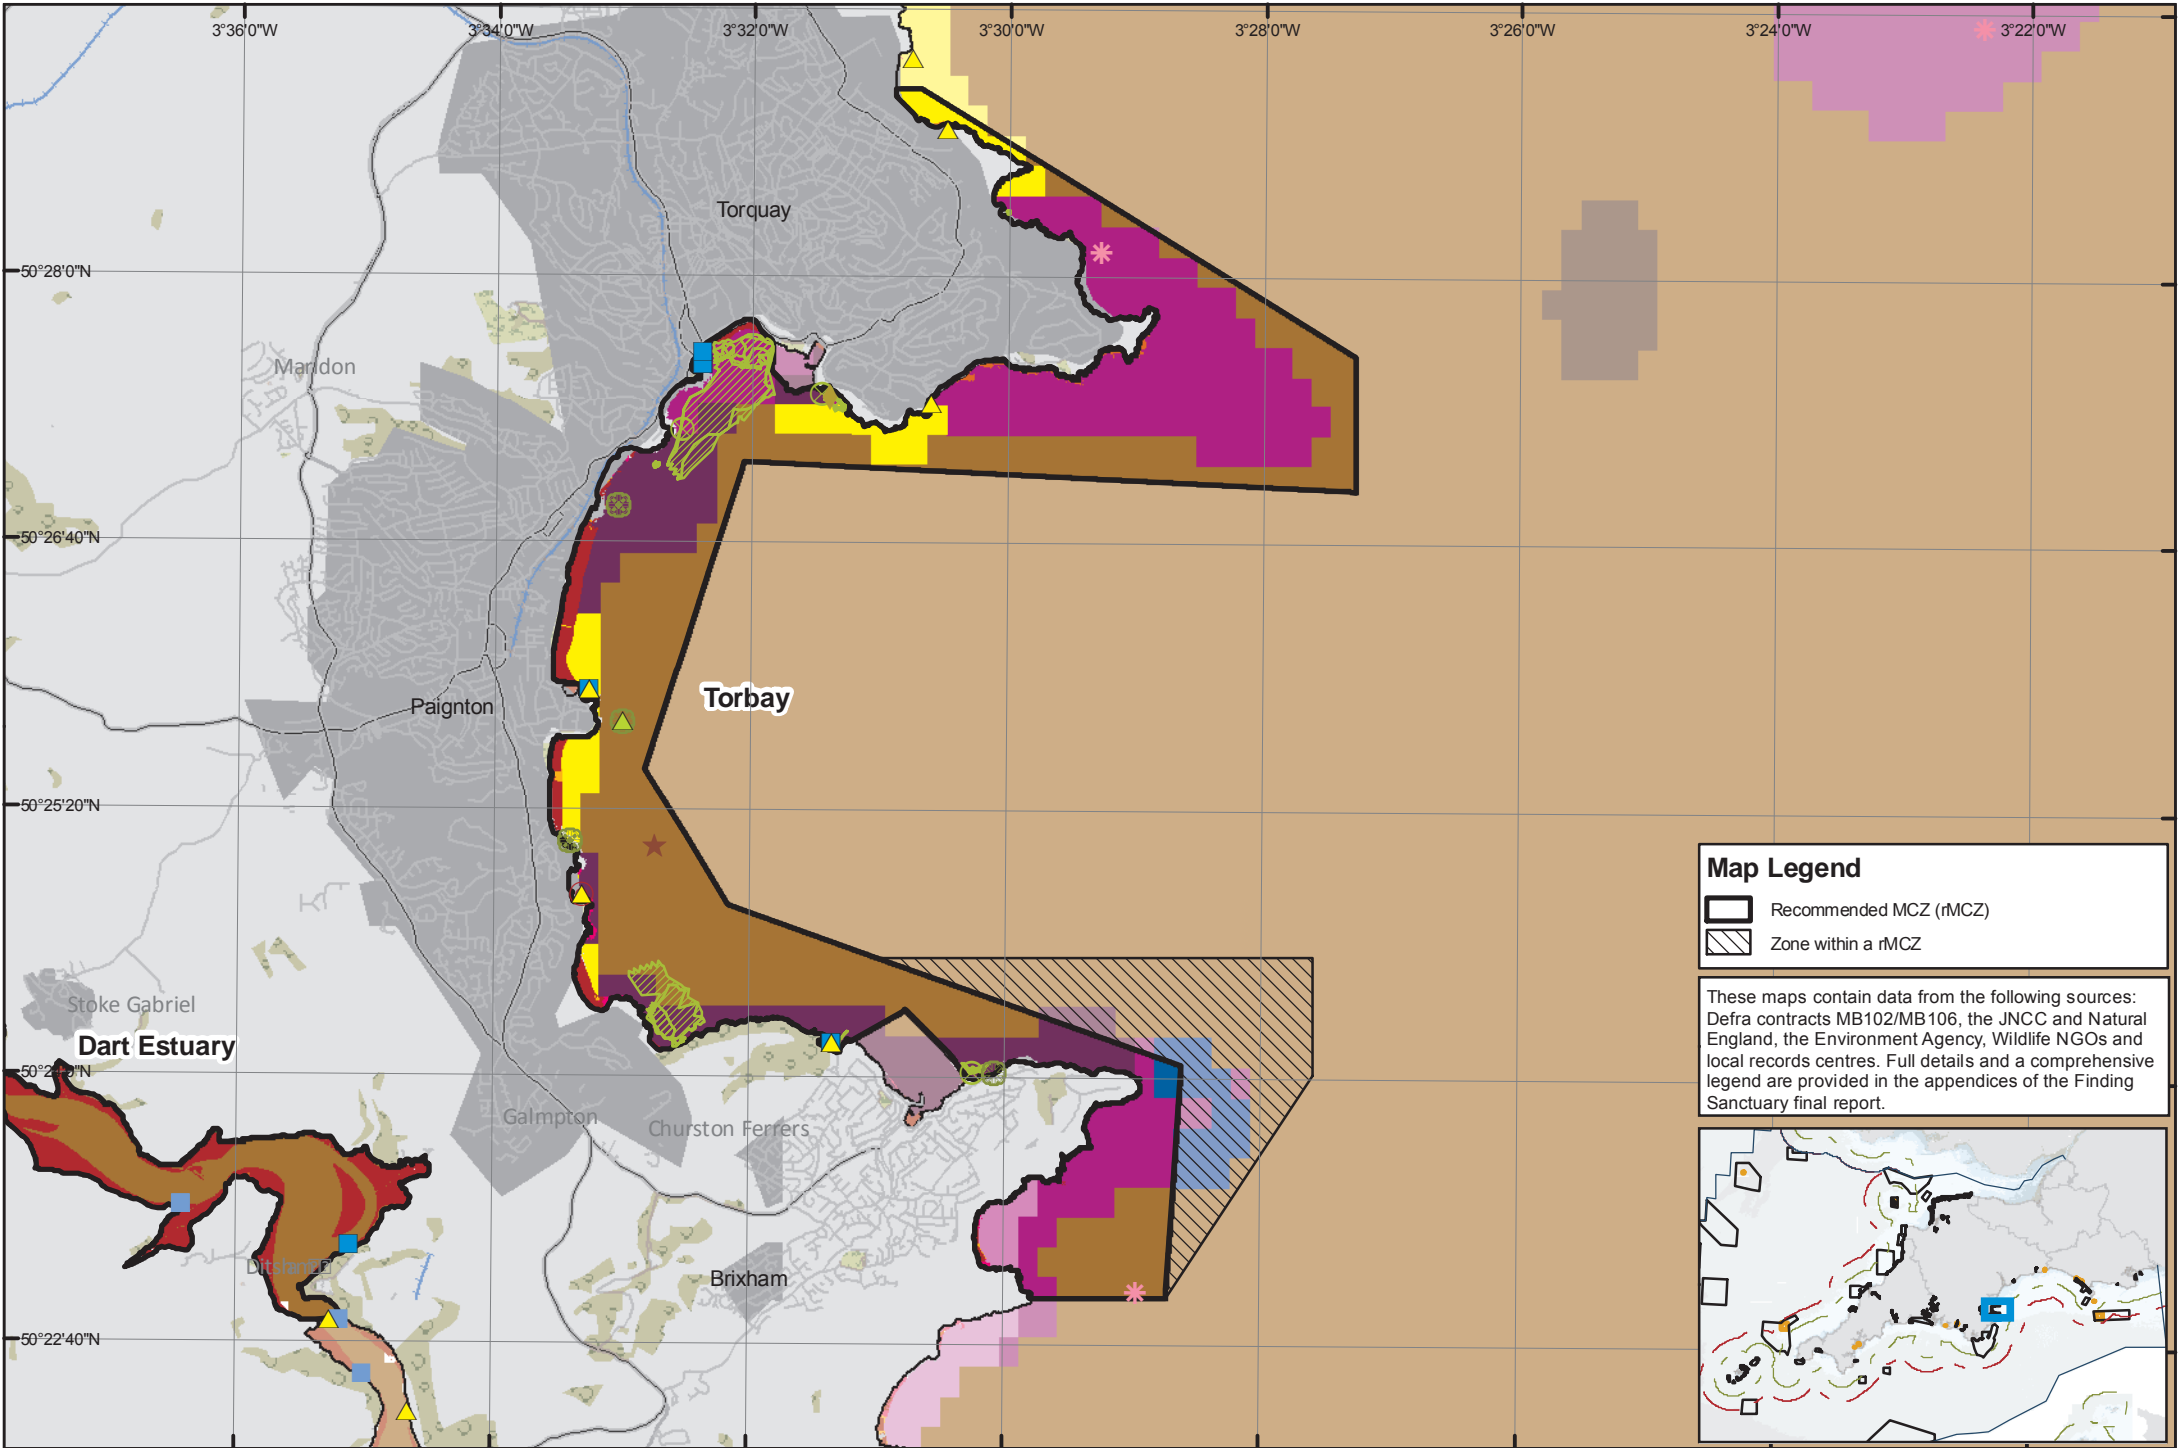 3°36'0"W
3°34'0"W
3°32'0"W
3°30'0"W
3°28'0"W
3°26'0"W
3°24'0"W
3°22'0"W
Torquay
50°28'0"N
Marldon
50°26'40"N
Torbay
Paignton
50°25'20"N
Map Legend
Recommended MCZ (rMCZ)
Zone within a rMCZ
These maps contain data from the following sources:
Defra contracts MB102/MB106, the JNCC and Natural
England, the Environment Agency, Wildlife NGOs and
local records centres. Full details and a comprehensive
legend are provided in the appendices of the Finding
Sanctuary final report.
Stoke Gabriel
Dart Estuary
50°24'0"N
Galmpton
Churston Ferrers
Brixham
50°22'40"N